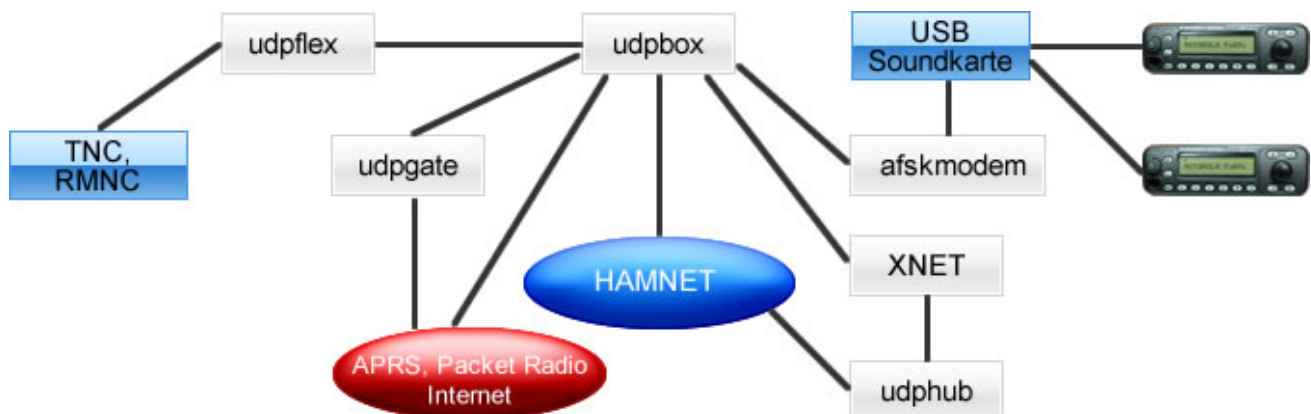 udpflex
udpbox
USB
Soundkarte
TNC,
RMNC
udpgate
afskmodem
HAMNET
XNET
APRS, Packet Radio
Internet
udphub